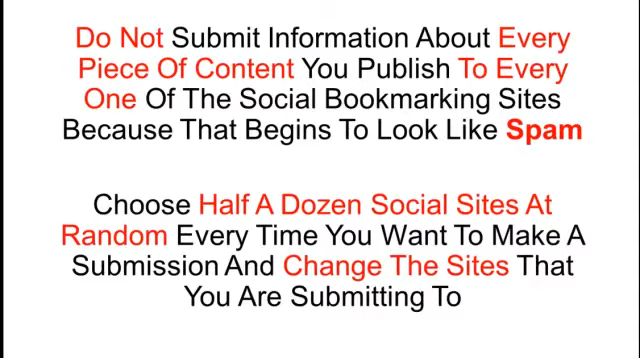 Do Not Submit Information About Every
Piece Of Content You Publish To Every
One Of The Social Bookmarking Sites
Because That Begins To Look Like Spam
Choose Half A Dozen Social Sites At
Random Every Time You Want To Make A
Submission And Change The Sites That
You Are Submitting To